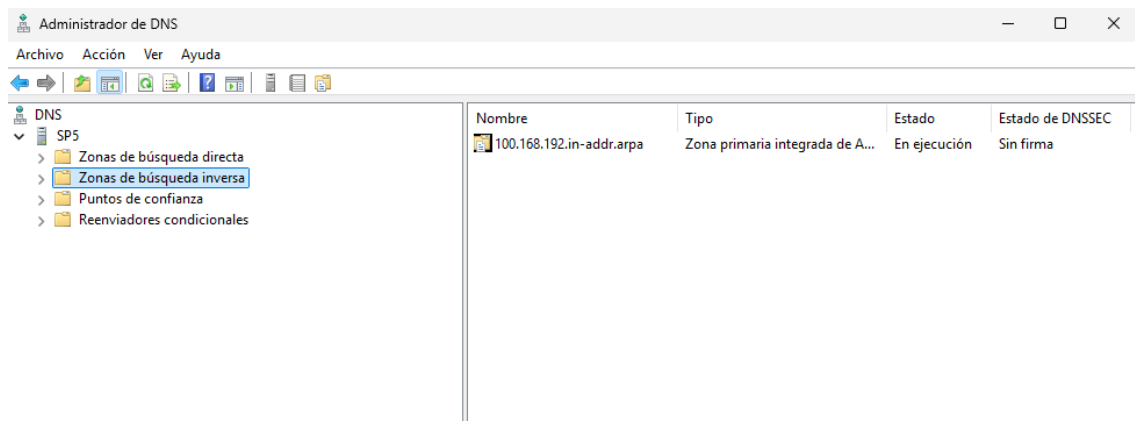 Administrador de DNS
Archivo Acción Ver Ayuda
DNS
SP5
Zonas de búsqueda directa
Zonas de búsqueda inversa
Puntos de confianza
Reenviadores condicionales
Nombre Tipo Estado Estado de DNSSEC
100.168.192.in-addr.arpa Zona primaria integrada de A... En ejecución Sin firma